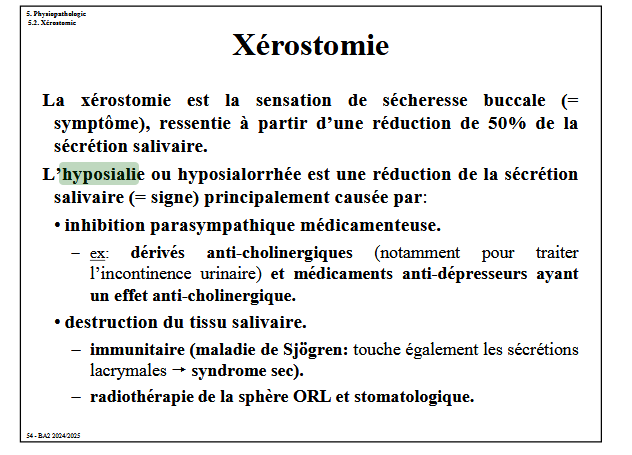 5. Physiopathologie
5.2. Xérostomie
Xérostomie
La xérostomie est la sensation de sécheresse buccale (=
symptôme), ressentie à partir d'une réduction de 50% de la
sécrétion salivaire.
L'hyposialie ou hyposialorrhée est une réduction de la sécrétion
salivaire (= signe) principalement causée par:
• inhibition parasympathique médicamenteuse.
– ex: dérivés anti-cholinergiques (notamment pour traiter
l'incontinence urinaire) et médicaments anti-dépresseurs ayant
un effet anti-cholinergique.
• destruction du tissu salivaire.
– immunitaire (maladie de Sjögren: touche également les sécrétions
lacrymales → syndrome sec).
– radiothérapie de la sphère ORL et stomatologique.
54 - BA2 2024/2025